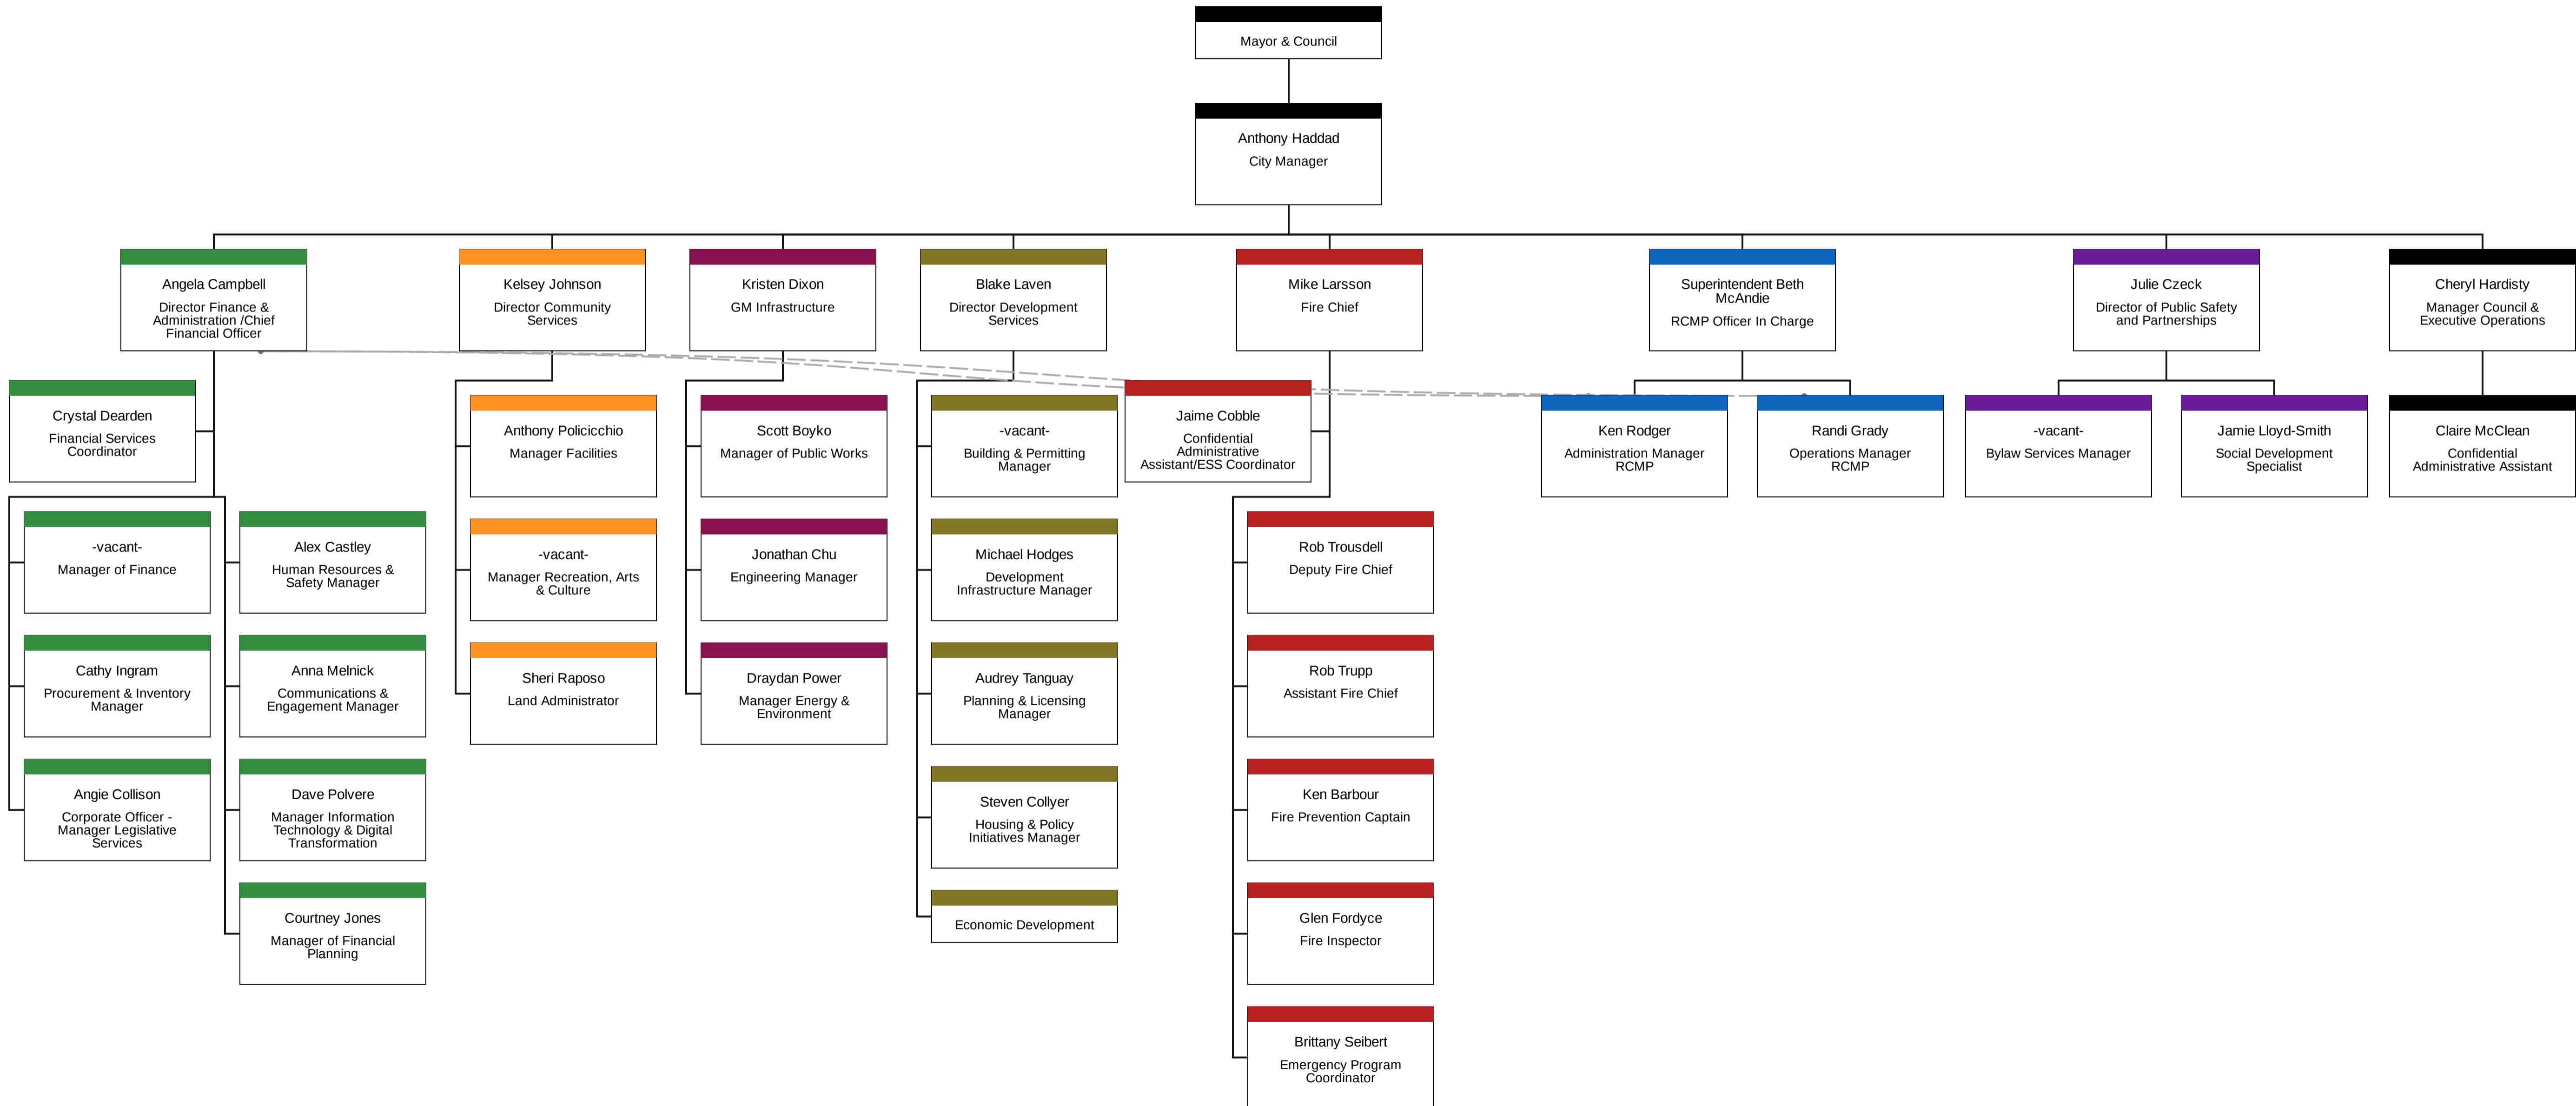 Mayor & Council
Anthony Haddad
City Manager
Angela Campbell
Director Finance &
Administration /Chief
Financial Officer
Kelsey Johnson
Director Community
Services
Kristen Dixon
GM Infrastructure
Blake Laven
Director Development
Services
Mike Larsson
Fire Chief
Superintendent Beth
McAndie
RCMP Officer In Charge
Julie Czeck
Director of Public Safety
and Partnerships
Cheryl Hardisty
Manager Council &
Executive Operations
Crystal Dearden
Financial Services
Coordinator
-vacant-
Manager of Finance
Cathy Ingram
Procurement & Inventory
Manager
Angie Collison
Corporate Officer -
Manager Legislative
Services
Alex Castley
Human Resources &
Safety Manager
Anna Melnick
Communications &
Engagement Manager
Dave Polvere
Manager Information
Technology & Digital
Transformation
Courtney Jones
Manager of Financial
Planning
Anthony Policicchio
Manager Facilities
-vacant-
Manager Recreation, Arts
& Culture
Sheri Raposo
Land Administrator
Scott Boyko
Manager of Public Works
Jonathan Chu
Engineering Manager
Draydan Power
Manager Energy &
Environment
-vacant-
Building & Permitting
Manager
Michael Hodges
Development
Infrastructure Manager
Audrey Tanguay
Planning & Licensing
Manager
Steven Collyer
Housing & Policy
Initiatives Manager
Economic Development
Jaime Cobble
Confidential
Administrative
Assistant/ESS Coordinator
Rob Trousdell
Deputy Fire Chief
Rob Trupp
Assistant Fire Chief
Ken Barbour
Fire Prevention Captain
Glen Fordyce
Fire Inspector
Brittany Seibert
Emergency Program
Coordinator
Ken Rodger
Administration Manager
RCMP
Randi Grady
Operations Manager
RCMP
-vacant-
Bylaw Services Manager
Jamie Lloyd-Smith
Social Development
Specialist
Claire McClean
Confidential
Administrative Assistant